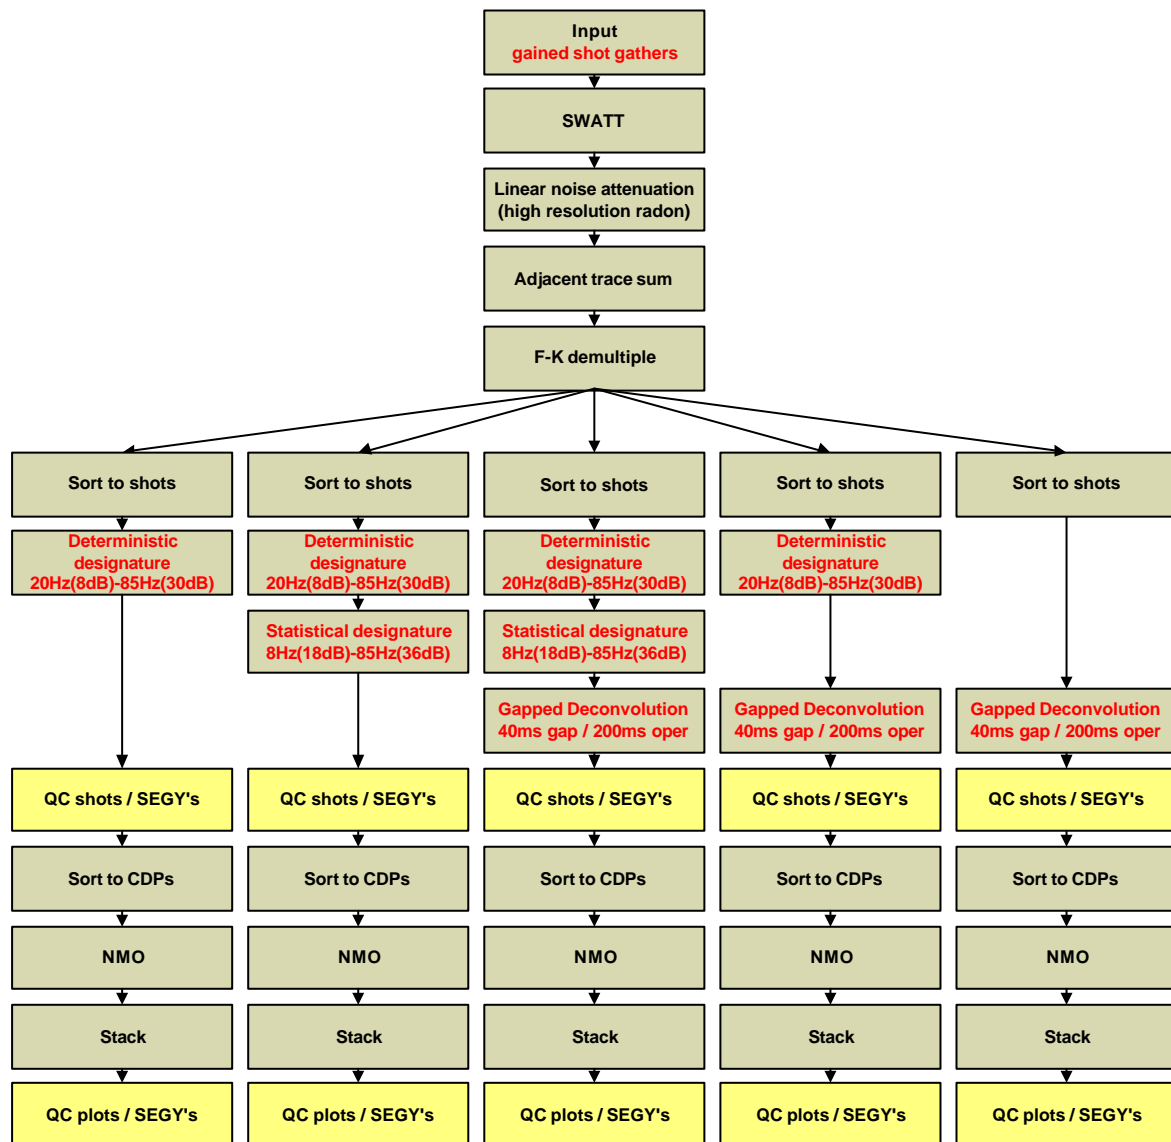 Input
gained shot gathers
SWATT
Linear noise attenuation
(high resolution radon)
Adjacent trace sum
F-K demultiple
Sort to shots
Sort to shots
Sort to shots
Sort to shots
Sort to shots
Deterministic
designature
20Hz(8dB)-85Hz(30dB)
Deterministic
designature
20Hz(8dB)-85Hz(30dB)
Deterministic
designature
20Hz(8dB)-85Hz(30dB)
Deterministic
designature
20Hz(8dB)-85Hz(30dB)
Statistical designature
8Hz(18dB)-85Hz(36dB)
Statistical designature
8Hz(18dB)-85Hz(36dB)
Gapped Deconvolution
40ms gap / 200ms oper
Gapped Deconvolution
40ms gap / 200ms oper
Gapped Deconvolution
40ms gap / 200ms oper
QC shots / SEGY's
QC shots / SEGY's
QC shots / SEGY's
QC shots / SEGY's
QC shots / SEGY's
Sort to CDPs
Sort to CDPs
Sort to CDPs
Sort to CDPs
Sort to CDPs
NMO
NMO
NMO
NMO
NMO
Stack
Stack
Stack
Stack
Stack
QC plots / SEGY's
QC plots / SEGY's
QC plots / SEGY's
QC plots / SEGY's
QC plots / SEGY's